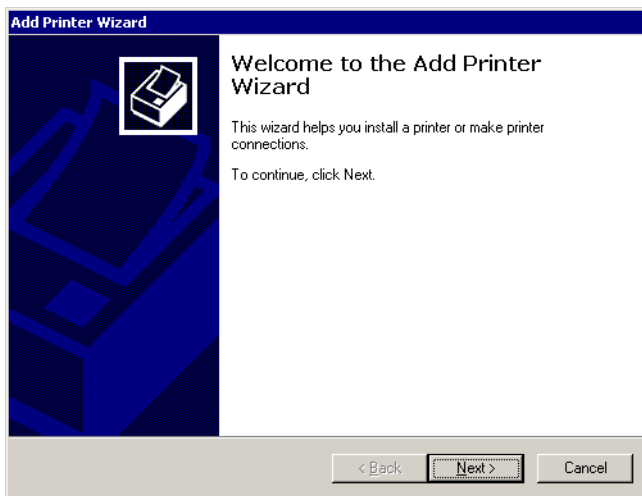 Add Printer Wizard
Welcome to the Add Printer
Wizard
This wizard helps you install a printer or make printer
connections.
To continue, click Next.
< Back
Next >
Cancel